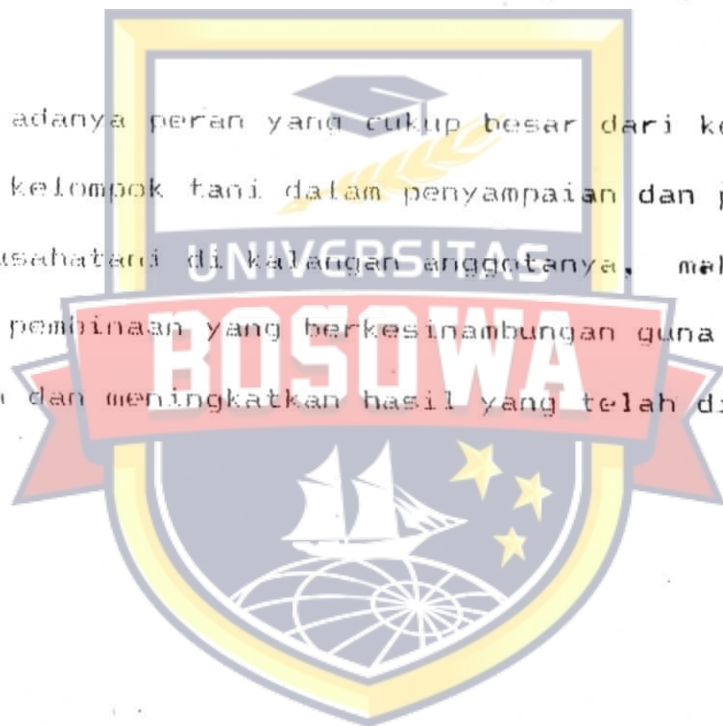 adanya peran yang cukup besar dari ke
kelompok tani dalam penyampaian dan p
usahatani di kalangan anggotanya, mak
pembinaan yang berkesinambungan guna
dan meningkatkan hasil yang telah di
UNIVERSITAS
BOSOWA